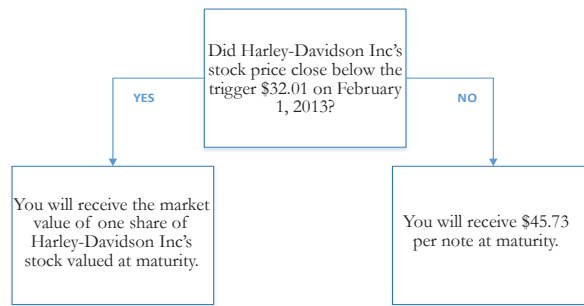 Did Harley-Davidson Inc's
stock price close below the
trigger $32.01 on February
1, 2013?
YES
NO
You will receive the market
value of one share of
Harley-Davidson Inc's
stock valued at maturity.
You will receive $45.73
per note at maturity.